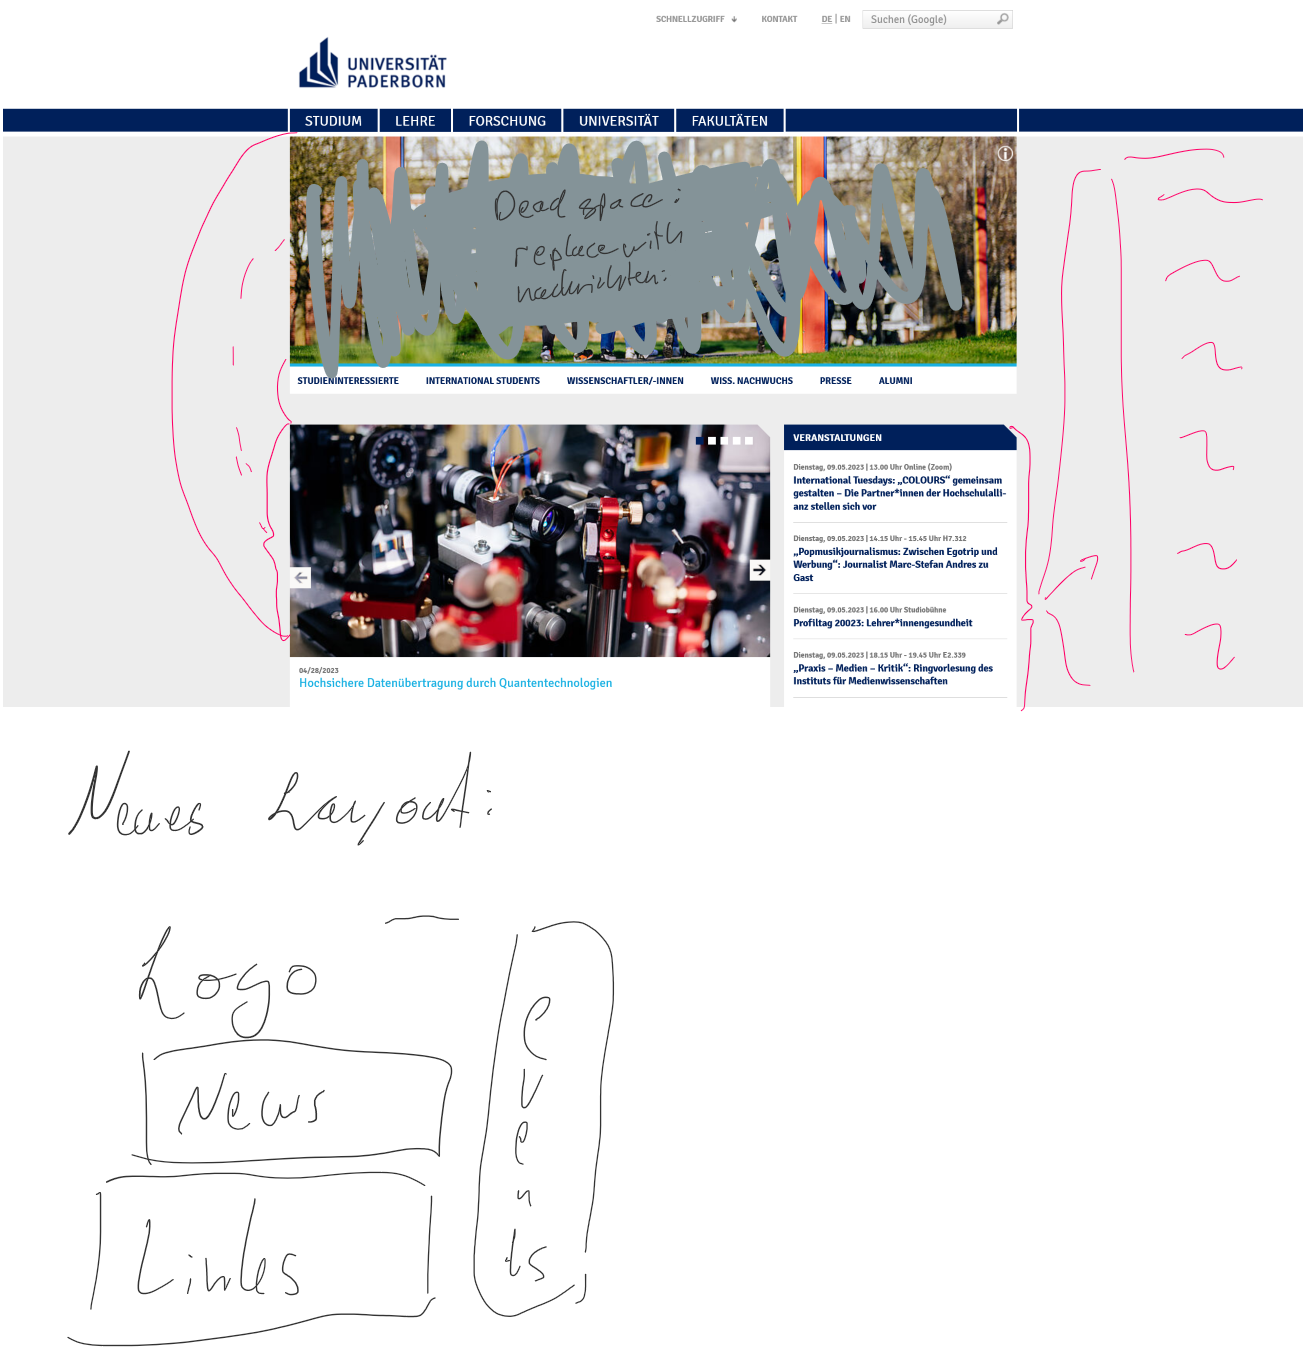 SCHNELLZUGRIFF KONTAKT DE | EN Suchen (Google)
UNIVERSITÄT
PADERBORN
STUDIUM LEHRE FORSCHUNG UNIVERSITÄT FAKULTÄTEN
Dead space:
replace with
nachrichten:
STUDIENINTERESSIERTE INTERNATIONAL STUDENTS WISSENSCHAFTLER/-INNEN WISS. NACHWUCHS PRESSE ALUMNI
VERANSTALTUNGEN
Dienstag, 09.05.2023 | 13.00 Uhr Online (Zoom)
International Tuesdays: „COLOURS“ gemeinsam
gestalten – Die Partner*innen der Hochschulalli-
anz stellen sich vor
Dienstag, 09.05.2023 | 14.15 Uhr - 15.45 Uhr H7.312
„Popmusikjournalismus: Zwischen Egotrip und
Werbung“: Journalist Marc-Stefan Andres zu
Gast
Dienstag, 09.05.2023 | 16.00 Uhr Studiobühne
Profiltag 20023: Lehrer*innengesundheit
Dienstag, 09.05.2023 | 18.15 Uhr - 19.45 Uhr E2.339
„Praxis – Medien – Kritik“: Ringvorlesung des
Instituts für Medienwissenschaften
04/28/2023
Hochsichere Datenübertragung durch Quantentechnologien
Neues Layout:
Logo
News
Links
events